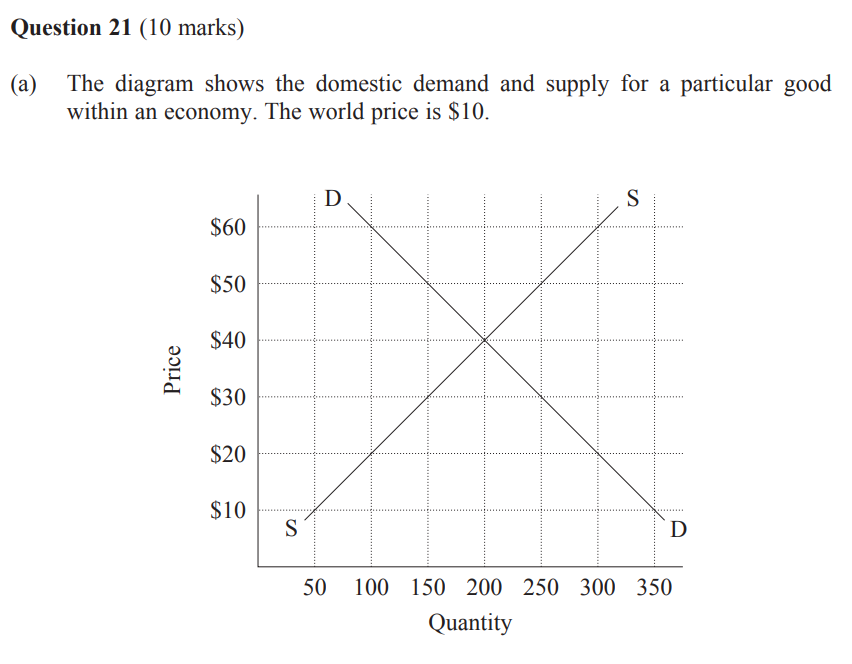 Question 21 (10 marks)
(a) The diagram shows the domestic demand and supply for a particular good
within an economy. The world price is $10.
D S
$60
$50
$40
Price
$30
$20
$10
S D
50 100 150 200 250 300 350
Quantity